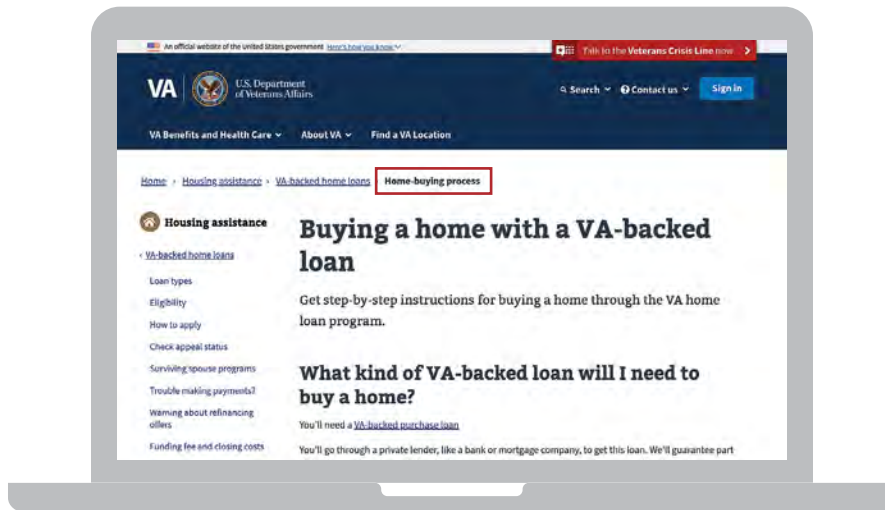 An official website of the United States government Here's how you know
Talk to the Veterans Crisis Line now
VA U.S. Department
of Veterans Affairs
Search Contact us Sign in
VA Benefits and Health Care About VA Find a VA Location
Home › Housing assistance › VA-backed home loans Home-buying process
Housing assistance
‹ VA-backed home loans
Loan types
Eligibility
How to apply
Check appeal status
Surviving spouse programs
Trouble making payments?
Warning about refinancing
offers
Funding fee and closing costs
Buying a home with a VA-backed
loan
Get step-by-step instructions for buying a home through the VA home
loan program.
What kind of VA-backed loan will I need to
buy a home?
You'll need a VA-backed purchase loan
You'll go through a private lender, like a bank or mortgage company, to get this loan. We'll guarantee part